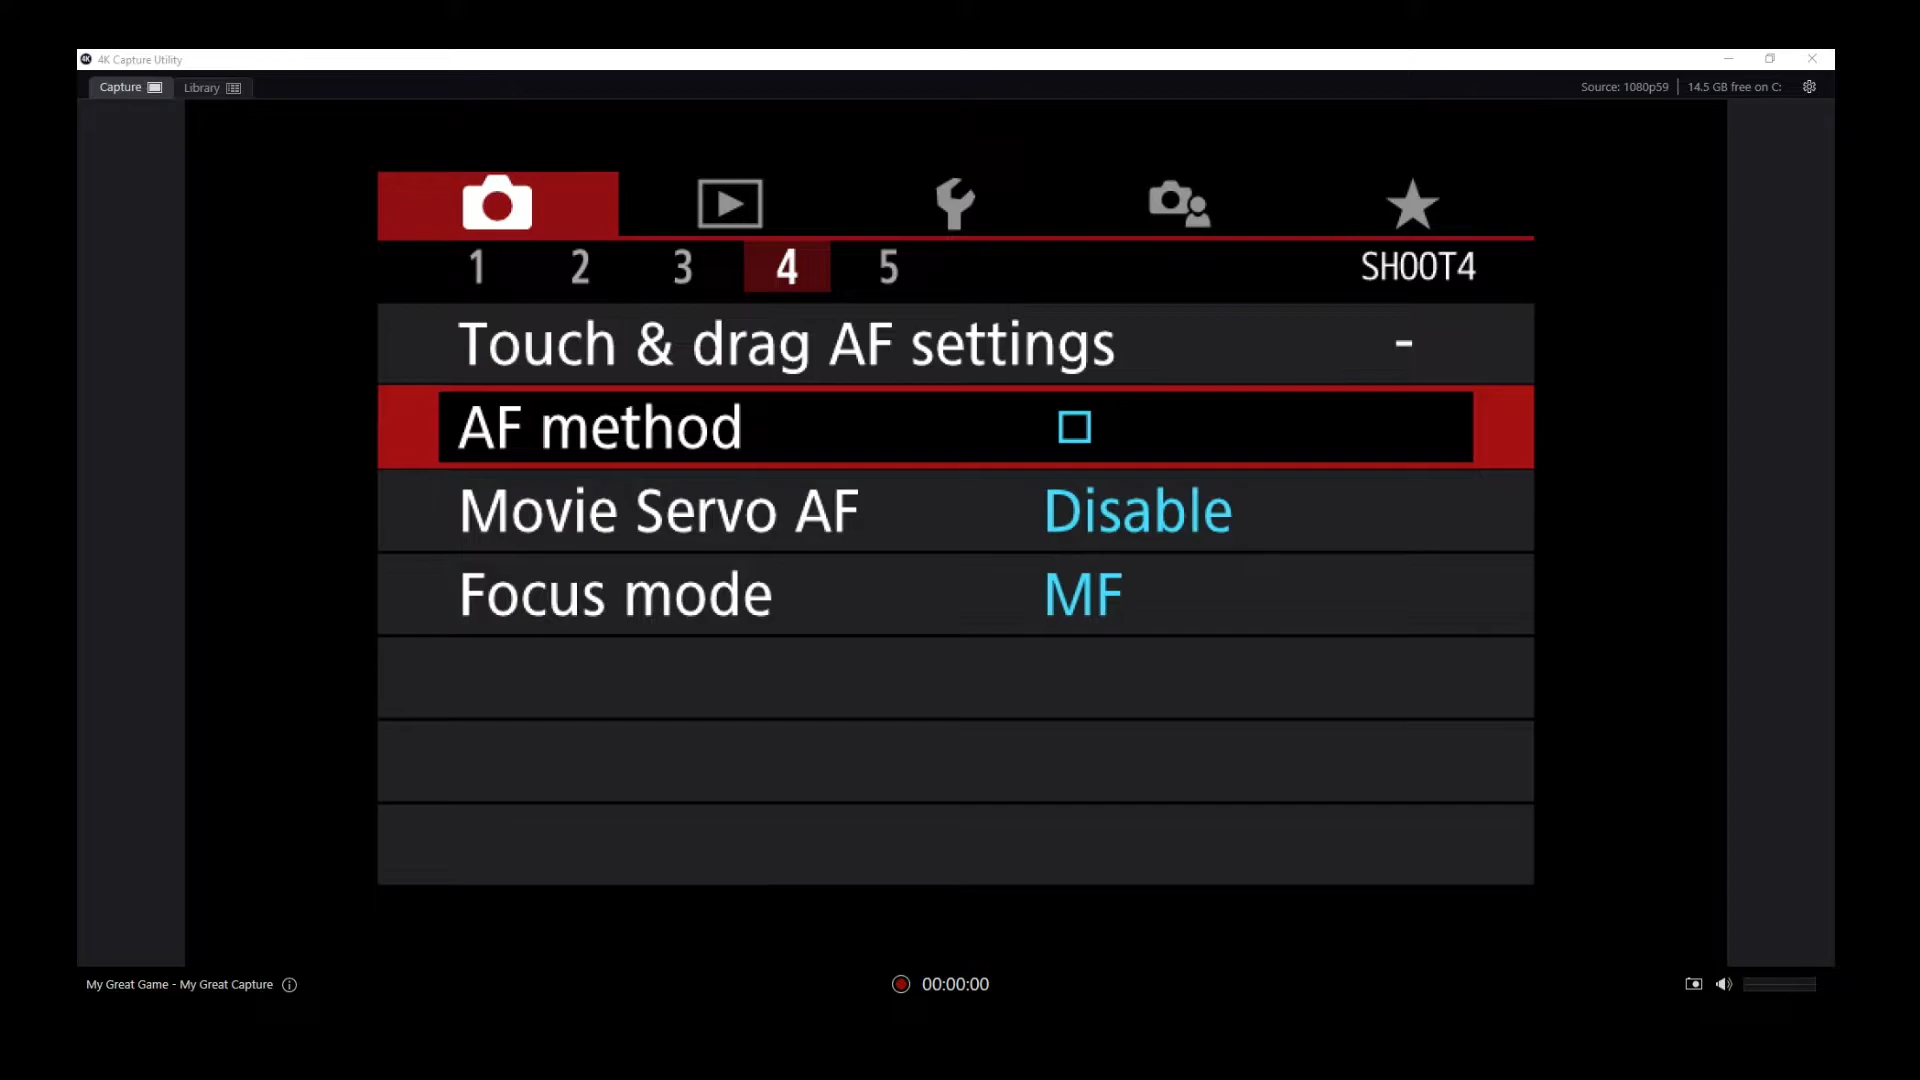 4K Capture Utility
Capture Library Source: 1080p59 14.5 GB free on C:
1 2 3 4 5 SHOOT4
Touch & drag AF settings -
AF method
Movie Servo AF Disable
Focus mode MF
My Great Game - My Great Capture 00:00:00